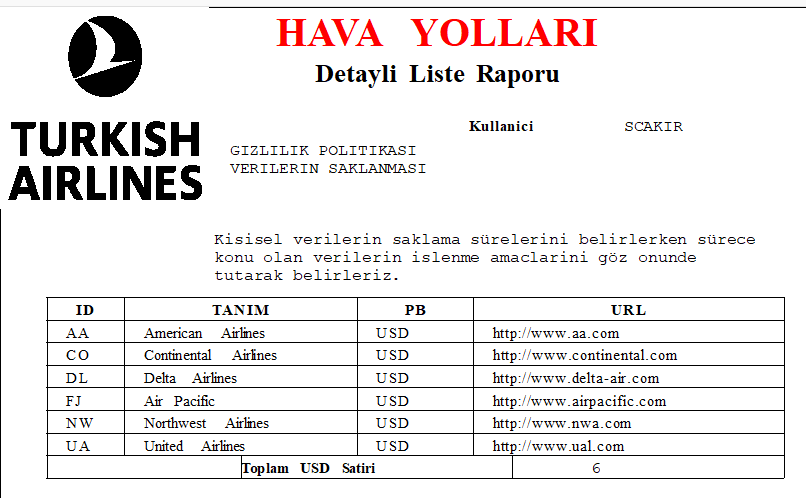 HAVA YOLLARI
Detayli Liste Raporu
TURKISH
AIRLINES
Kullanici SCAKIR
GIZLILIK POLITIKASI
VERILERIN SAKLANMASI
Kisisel verilerin saklama sürelerini belirlerken sürece
konu olan verilerin islenme amaclarini göz onunde
tutarak belirleriz.
ID TANIM PB URL
AA American Airlines USD http://www.aa.com
CO Continental Airlines USD http://www.continental.com
DL Delta Airlines USD http://www.delta-air.com
FJ Air Pacific USD http://www.airpacific.com
NW Northwest Airlines USD http://www.nwa.com
UA United Airlines USD http://www.ual.com
Toplam USD Satiri 6